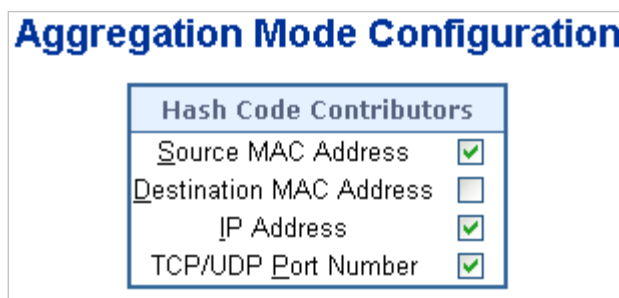 Aggregation Mode Configuration
Hash Code Contributors
Source MAC Address
Destination MAC Address
IP Address
TCP/UDP Port Number